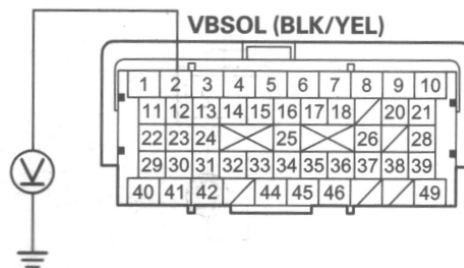 VBSOL (BLK/YEL)
1 2 3 4 5 6 7 8 9 10
11 12 13 14 15 16 17 18 20 21
22 23 24 25 26 28
29 30 31 32 33 34 35 36 37 38 39
40 41 42 44 45 46 49
V